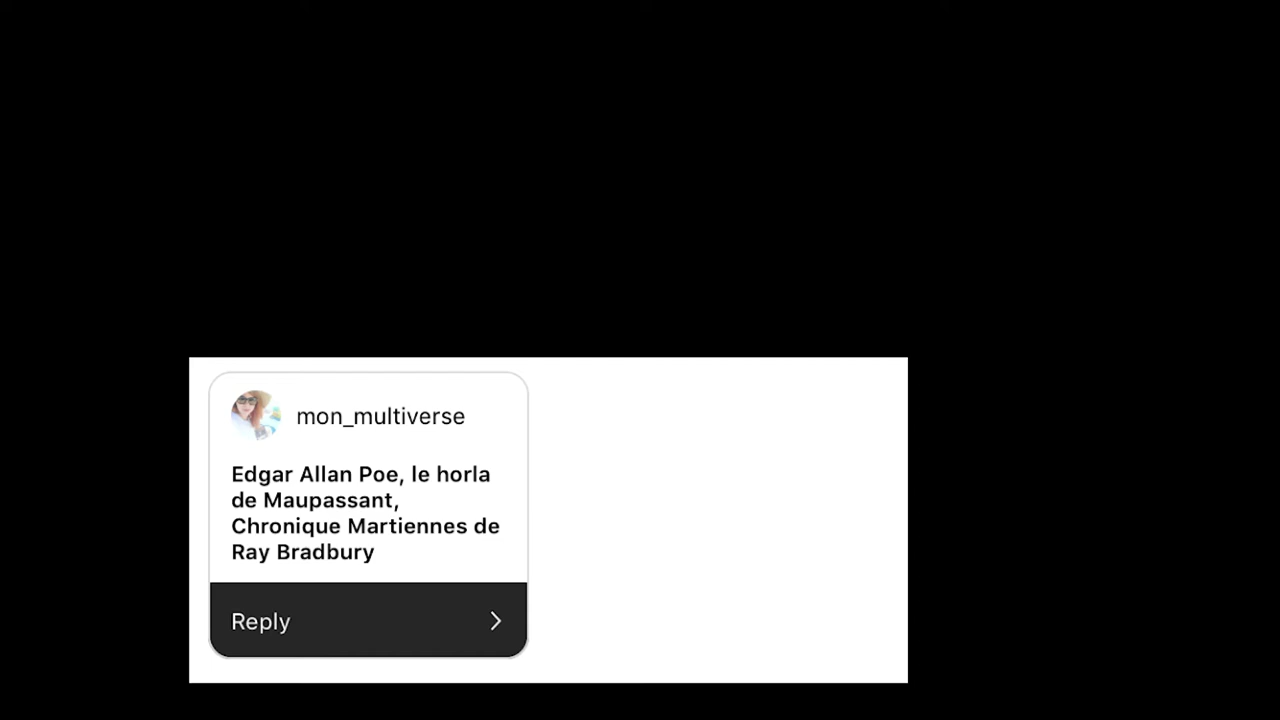 mon_multiverse
Edgar Allan Poe, le horla
de Maupassant,
Chronique Martiennes de
Ray Bradbury
Reply